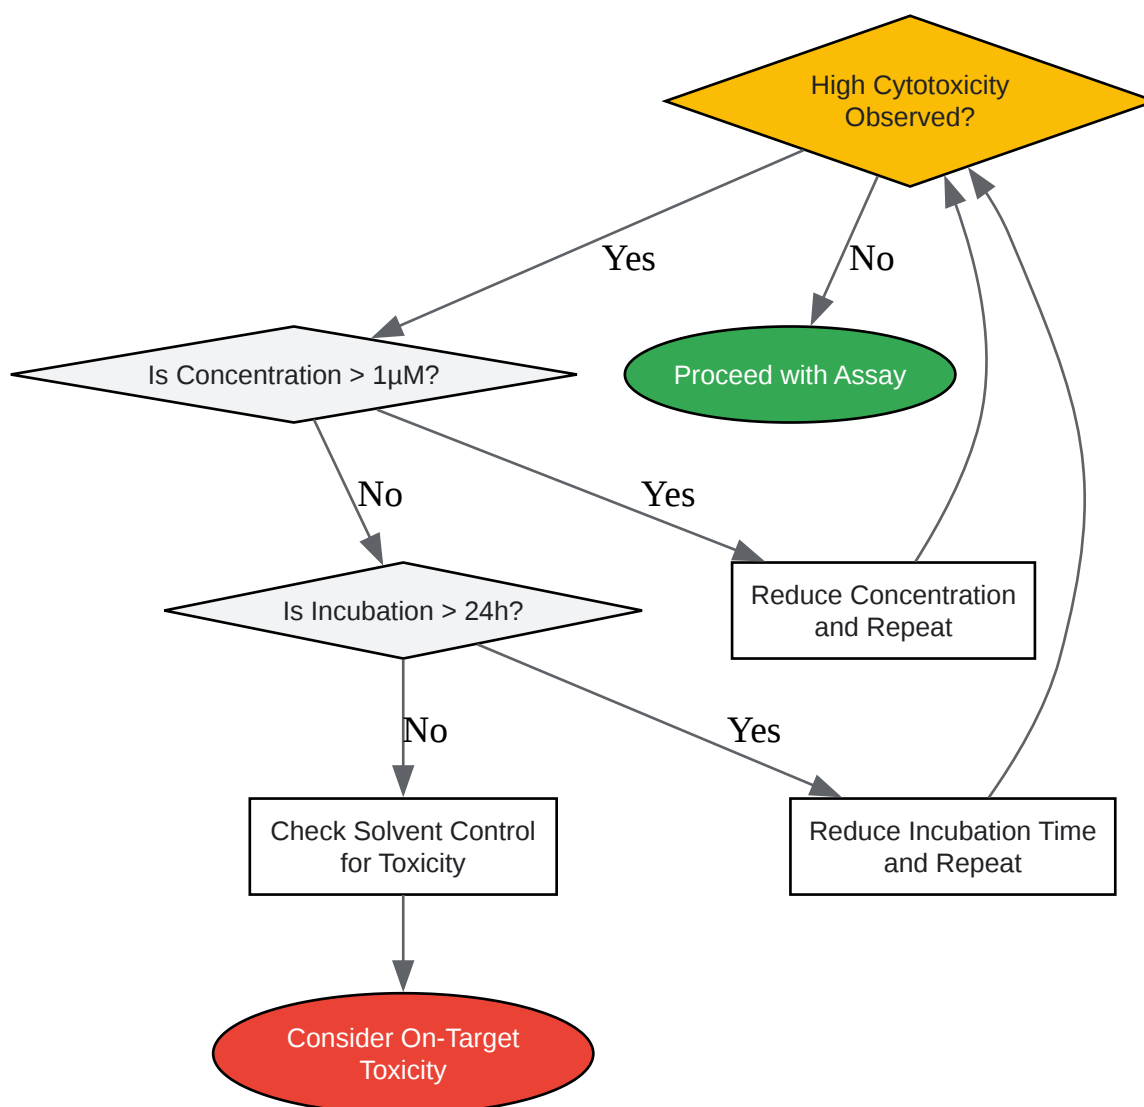 High Cytotoxicity
Observed?
Yes
No
Is Concentration > 1µM?
Proceed with Assay
No
Yes
Is Incubation > 24h?
Reduce Concentration
and Repeat
No
Yes
Check Solvent Control
for Toxicity
Reduce Incubation Time
and Repeat
Consider On-Target
Toxicity